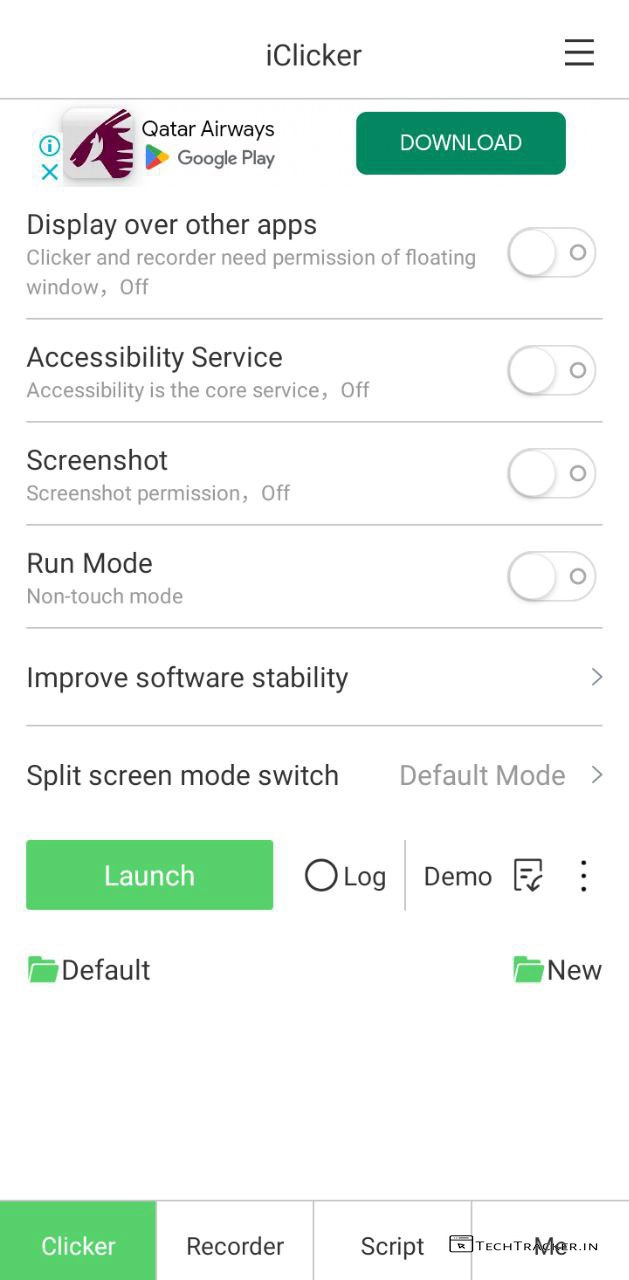 iClicker
Qatar Airways
Google Play
DOWNLOAD
Display over other apps
Clicker and recorder need permission of floating
window，Off
Accessibility Service
Accessibility is the core service，Off
Screenshot
Screenshot permission，Off
Run Mode
Non-touch mode
Improve software stability
Split screen mode switch Default Mode
Launch Log Demo
Default New
Clicker Recorder Script Me
TECHTRACKER.IN